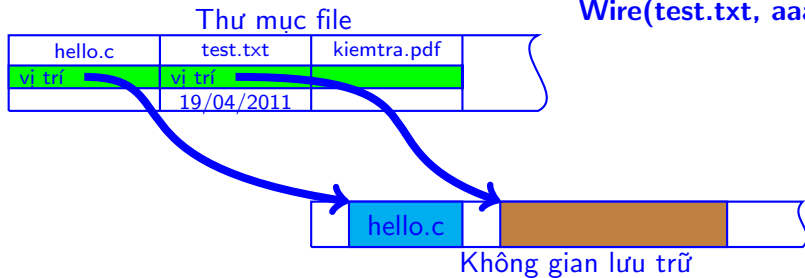 Thư mục file
Wire(test.txt, aaa
hello.c test.txt kiemtra.pdf
vị trí vị trí
19/04/2011
hello.c
Không gian lưu trữ